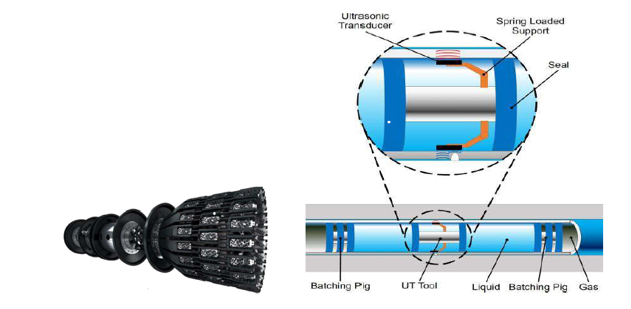 Ultrasonic
Transducer
Spring Loaded
Support
Seal
Batching Pig
UT Tool
Liquid
Batching Pig
Gas